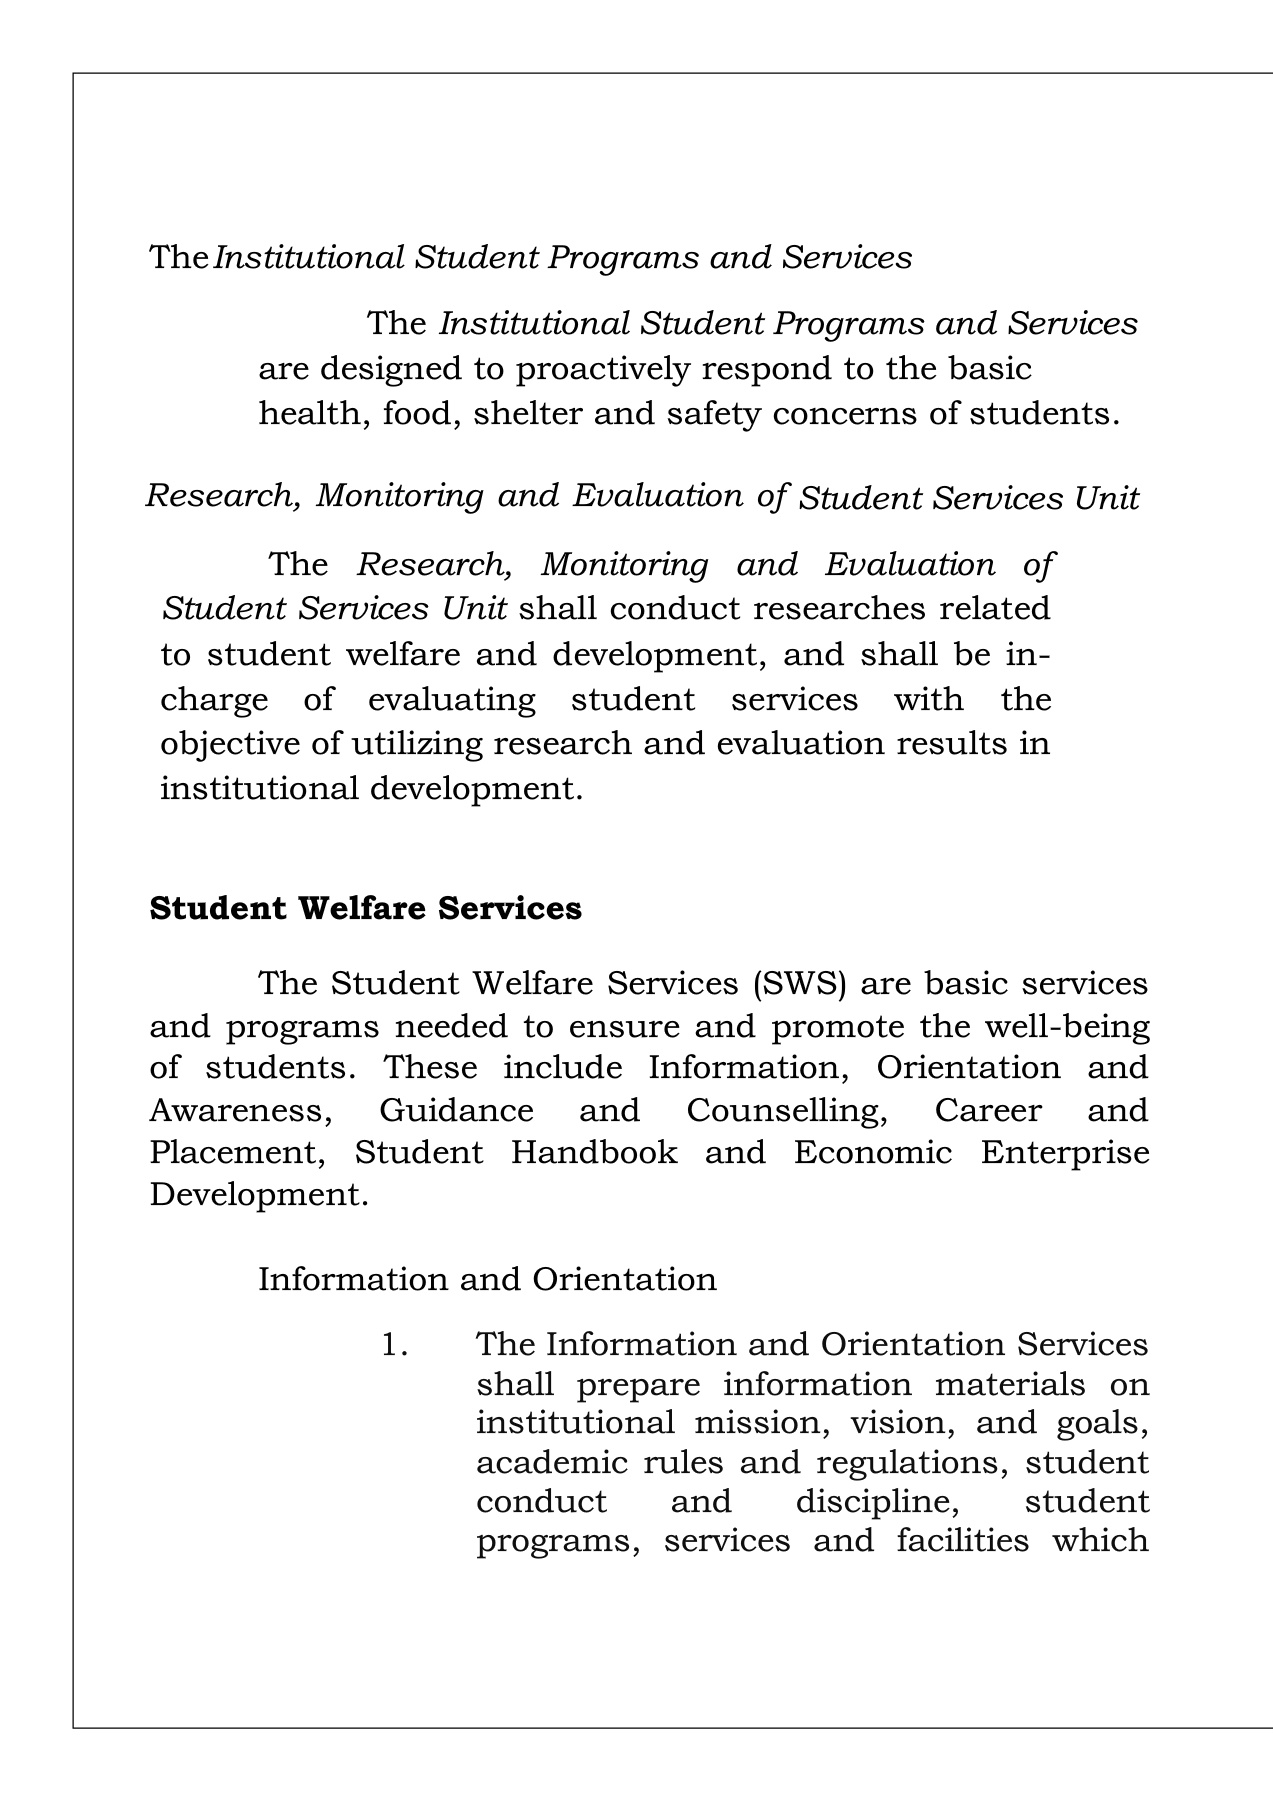 The Institutional Student Programs and Services
The Institutional Student Programs and Services
are designed to proactively respond to the basic
health, food, shelter and safety concerns of students.
Research, Monitoring and Evaluation of Student Services Unit
The Research, Monitoring and Evaluation of
Student Services Unit shall conduct researches related
to student welfare and development, and shall be in-
charge of evaluating student services with the
objective of utilizing research and evaluation results in
institutional development.
Student Welfare Services
The Student Welfare Services (SWS) are basic services
and programs needed to ensure and promote the well-being
of students. These include Information, Orientation and
Awareness, Guidance and Counselling, Career and
Placement, Student Handbook and Economic Enterprise
Development.
Information and Orientation
1. The Information and Orientation Services
shall prepare information materials on
institutional mission, vision, and goals,
academic rules and regulations, student
conduct and discipline, student
programs, services and facilities which